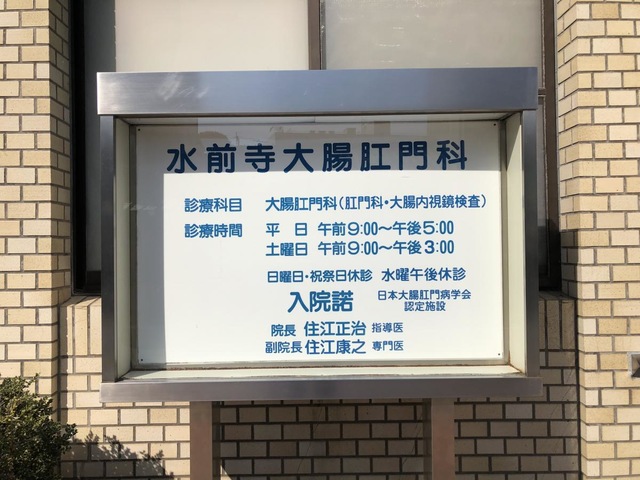 水前寺大腸肛門科
診療科目 大腸肛門科(肛門科・大腸内視鏡検査)
診療時間 平日 午前9:00～午後5:00
土曜日 午前9:00～午後3:00
日曜日・祝祭日休診 水曜午後休診
入院諾 日本大腸肛門病学会
認定施設
院長 住江正治 指導医
副院長 住江康之 専門医